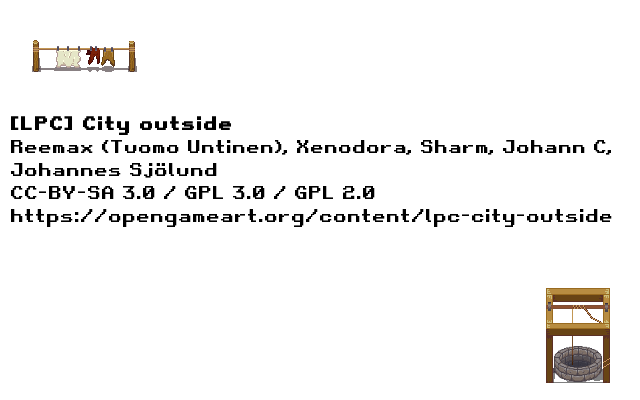 [LPC] City outside
Reemax (Tuomo Untinen), Xenodora, Sharm, Johann C,
Johannes Sjölund
CC-BY-SA 3.0 / GPL 3.0 / GPL 2.0
https://opengameart.org/content/lpc-city-outside